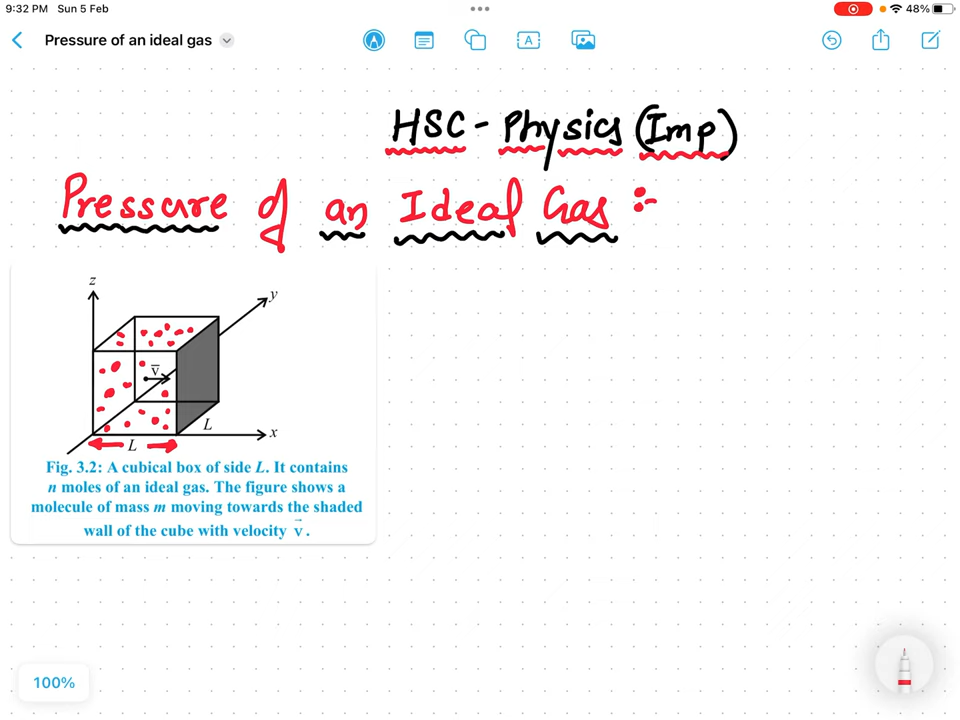 9:32 PM Sun 5 Feb
48%
Pressure of an ideal gas
A
HSC - Physics (Imp)
Pressure of an Ideal Gas :-
z
y
v
L
x
L
Fig. 3.2: A cubical box of side L. It contains
n moles of an ideal gas. The figure shows a
molecule of mass m moving towards the shaded
wall of the cube with velocity v⃗ .
100%